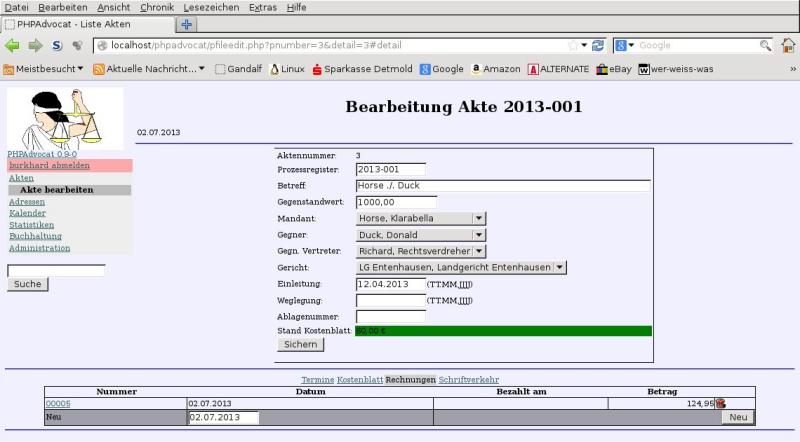 Datei Bearbeiten Ansicht Chronik Lesezeichen Extras Hilfe
PHPAdvocat - Liste Akten
localhost/phpadvocat/pfileedit.php?pnumber=3&detail=3#detail
Google
Meistbesucht Aktuelle Nachricht... Gandalf Linux Sparkasse Detmold Google Amazon ALTERNATE eBay wer-weiss-was »
Bearbeitung Akte 2013-001
02.07.2013
PHPAdvocat 0.9-0
burkhard abmelden
Akten
Akte bearbeiten
Adressen
Kalender
Statistiken
Buchhaltung
Administration
Suche
Aktennummer: 3
Prozessregister: 2013-001
Betreff: Horse ./. Duck
Gegenstandwert: 1000,00
Mandant: Horse, Klarabella
Gegner: Duck, Donald
Gegn. Vertreter: Richard, Rechtsverdreher
Gericht: LG Entenhausen, Landgericht Entenhausen
Einleitung: 12.04.2013 (TT.MM.JJJJ)
Weglegung: (TT.MM.JJJJ)
Ablagenummer:
Stand Kostenblatt: 60,00 €
Sichern
Termine Kostenblatt Rechnungen Schriftverkehr
Nummer Datum Bezahlt am Betrag
00005 02.07.2013 124,95
Neu 02.07.2013 Neu